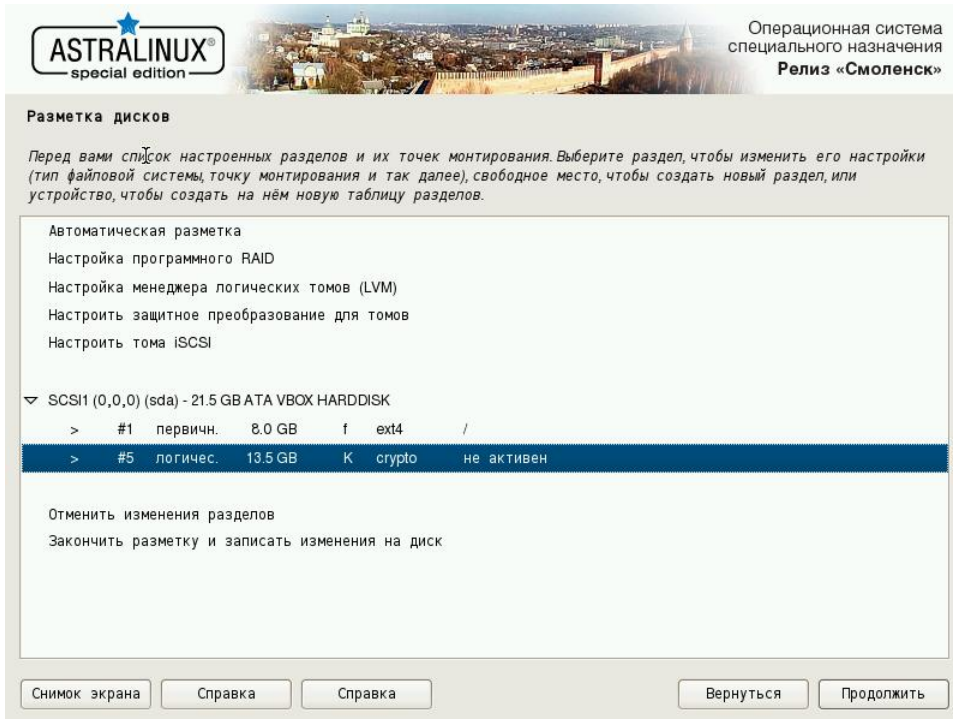 ASTRALINUX®
special edition
Операционная система
специального назначения
Релиз «Смоленск»
Разметка дисков
Перед вами список настроенных разделов и их точек монтирования. Выберите раздел, чтобы изменить его настройки
(тип файловой системы, точку монтирования и так далее), свободное место, чтобы создать новый раздел, или
устройство, чтобы создать на нём новую таблицу разделов.
Автоматическая разметка
Настройка программного RAID
Настройка менеджера логических томов (LVM)
Настроить защитное преобразование для томов
Настроить тома iSCSI
SCSI1 (0,0,0) (sda) - 21.5 GB ATA VBOX HARDDISK
> #1 первичн. 8.0 GB f ext4 /
> #5 логичес. 13.5 GB K crypto не активен
Отменить изменения разделов
Закончить разметку и записать изменения на диск
Снимок экрана Справка Справка Вернуться Продолжить